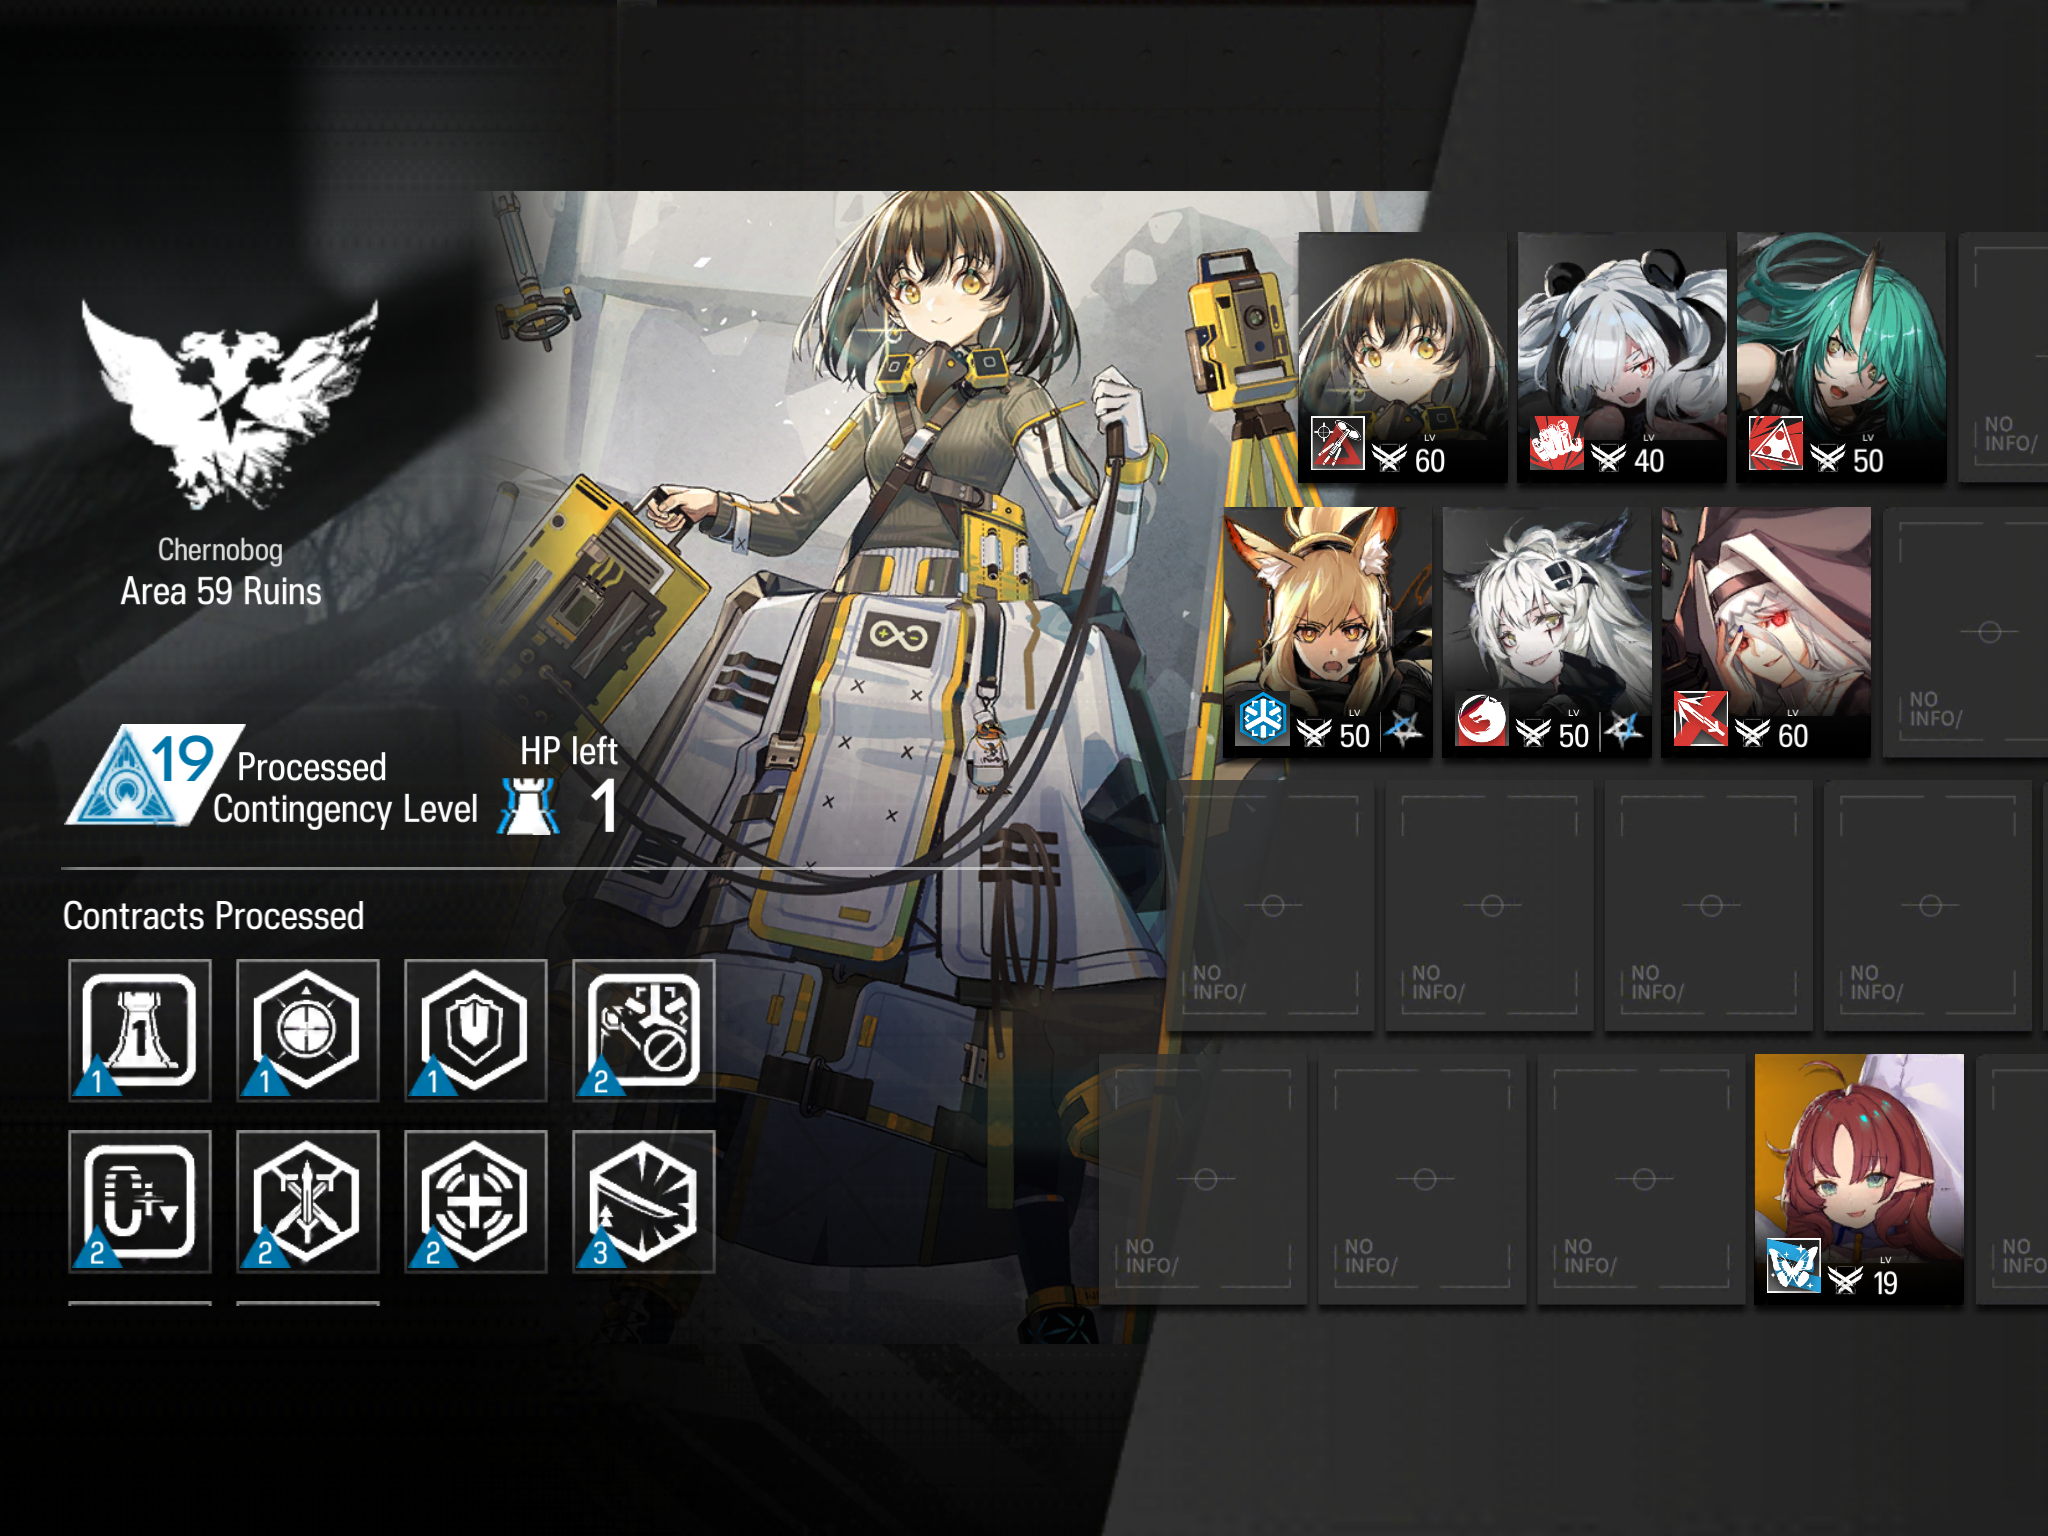 Chernobog
Area 59 Ruins
19
Processed
Contingency Level
HP left
1
Contracts Processed
1
1
1
1
2
2
2
2
3
LV
60
LV
40
LV
50
NO
INFO/
LV
50
LV
50
LV
60
NO
INFO/
NO
INFO/
NO
INFO/
NO
INFO/
NO
INFO/
NO
INFO/
NO
INFO/
NO
INFO/
LV
19
NO
INFO